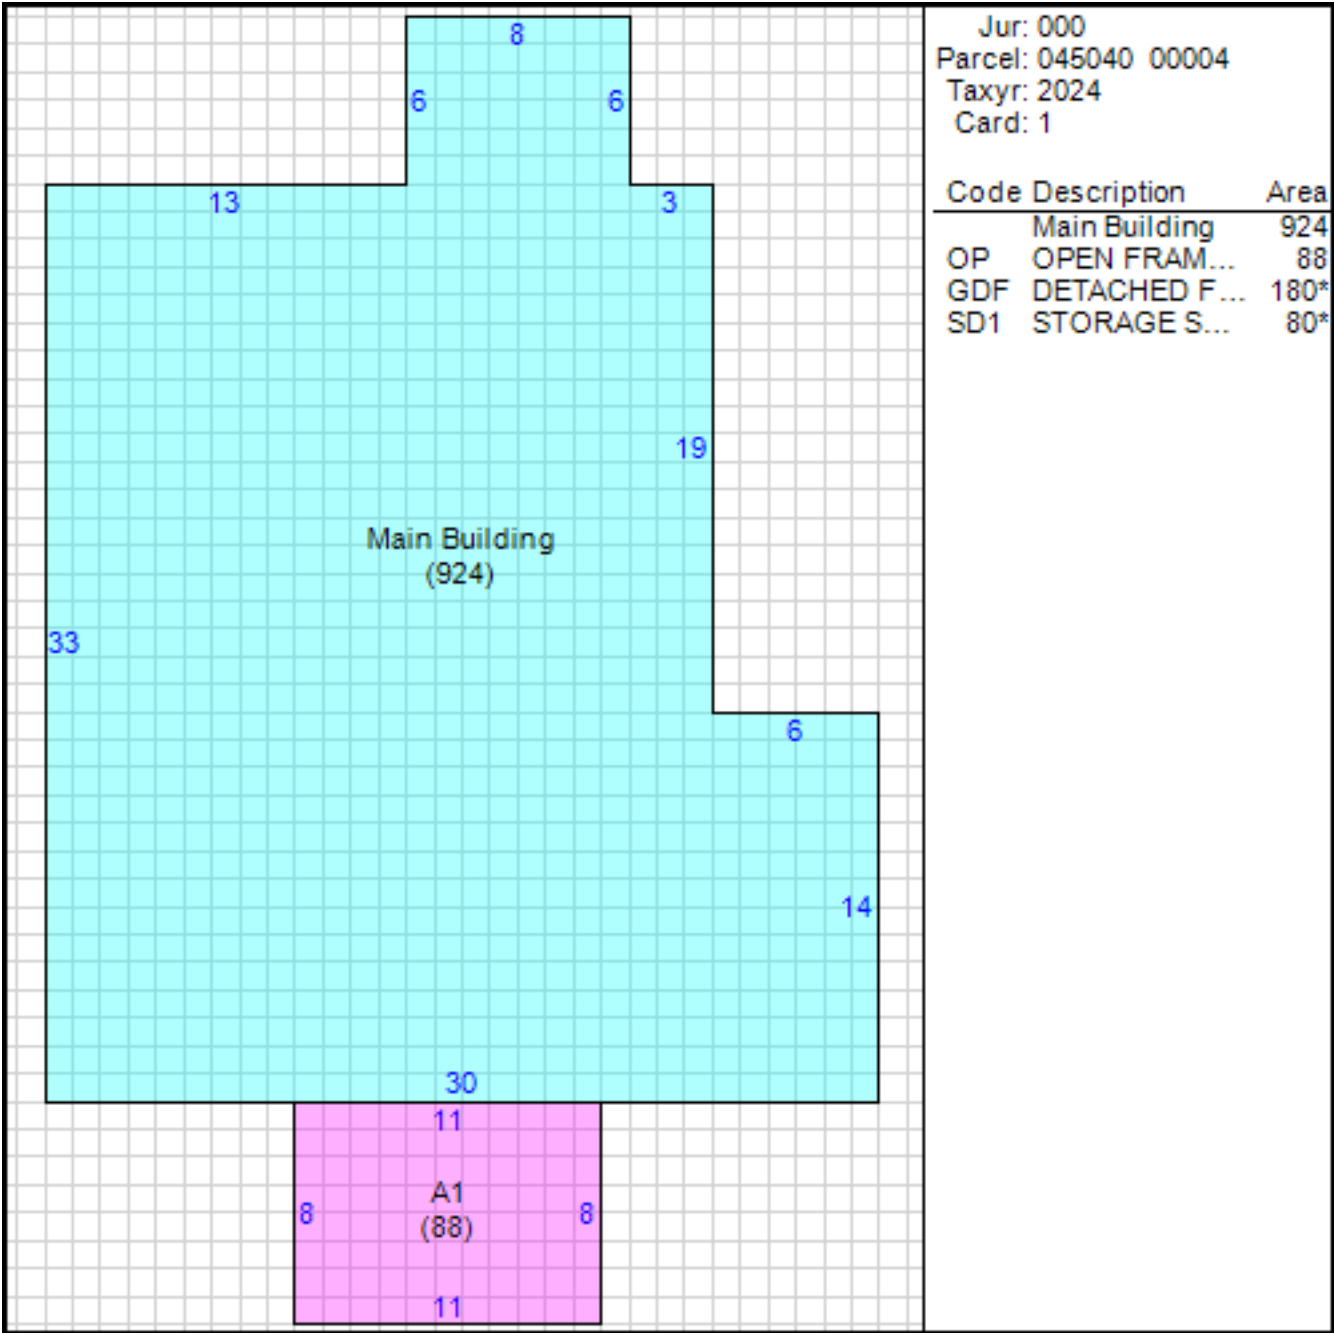 8
6 6
13 3
19
Main Building
(924)
33
6
14
30
11
A1
8 8
(88)
11
Jur: 000
Parcel: 045040 00004
Taxyr: 2024
Card: 1
Code Description Area
Main Building 924
OP OPEN FRAM... 88
GDF DETACHED F... 180*
SD1 STORAGE S... 80*